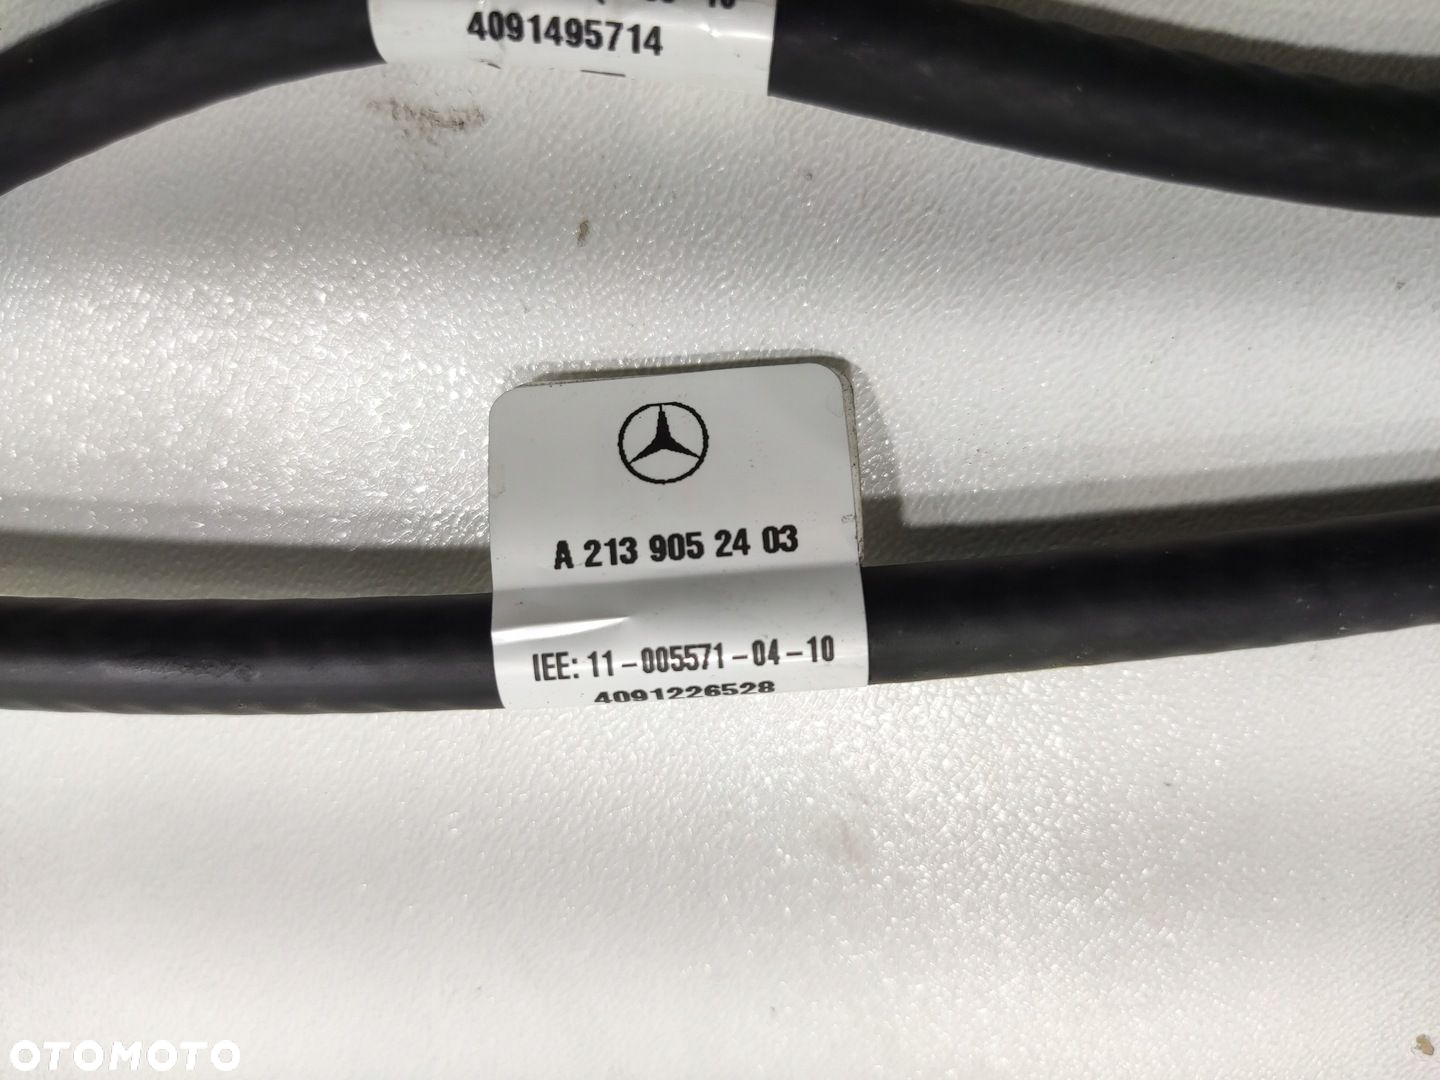 4091495714
A 213 905 24 03
IEE: 11-005571-04-10
4091226528
OTOMOTO